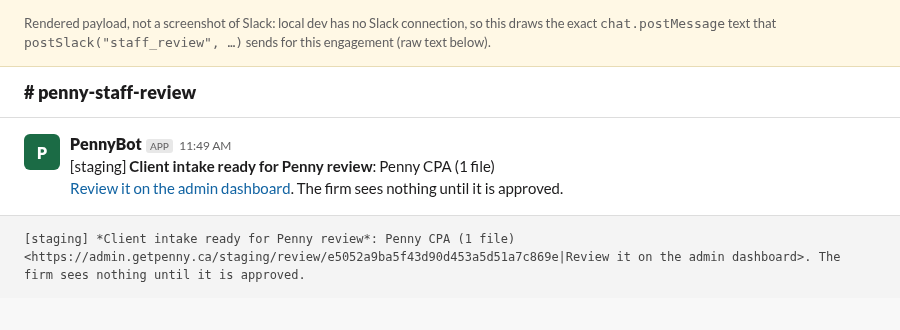 Rendered payload, not a screenshot of Slack: local dev has no Slack connection, so this draws the exact chat.postMessage text that
postSlack("staff_review", …) sends for this engagement (raw text below).
# penny-staff-review
P
PennyBot APP 11:49 AM
[staging] Client intake ready for Penny review: Penny CPA (1 file)
Review it on the admin dashboard. The firm sees nothing until it is approved.
[staging] *Client intake ready for Penny review*: Penny CPA (1 file)
<https://admin.getpenny.ca/staging/review/e5052a9ba5f43d90d453a5d51a7c869e|Review it on the admin dashboard>. The
firm sees nothing until it is approved.